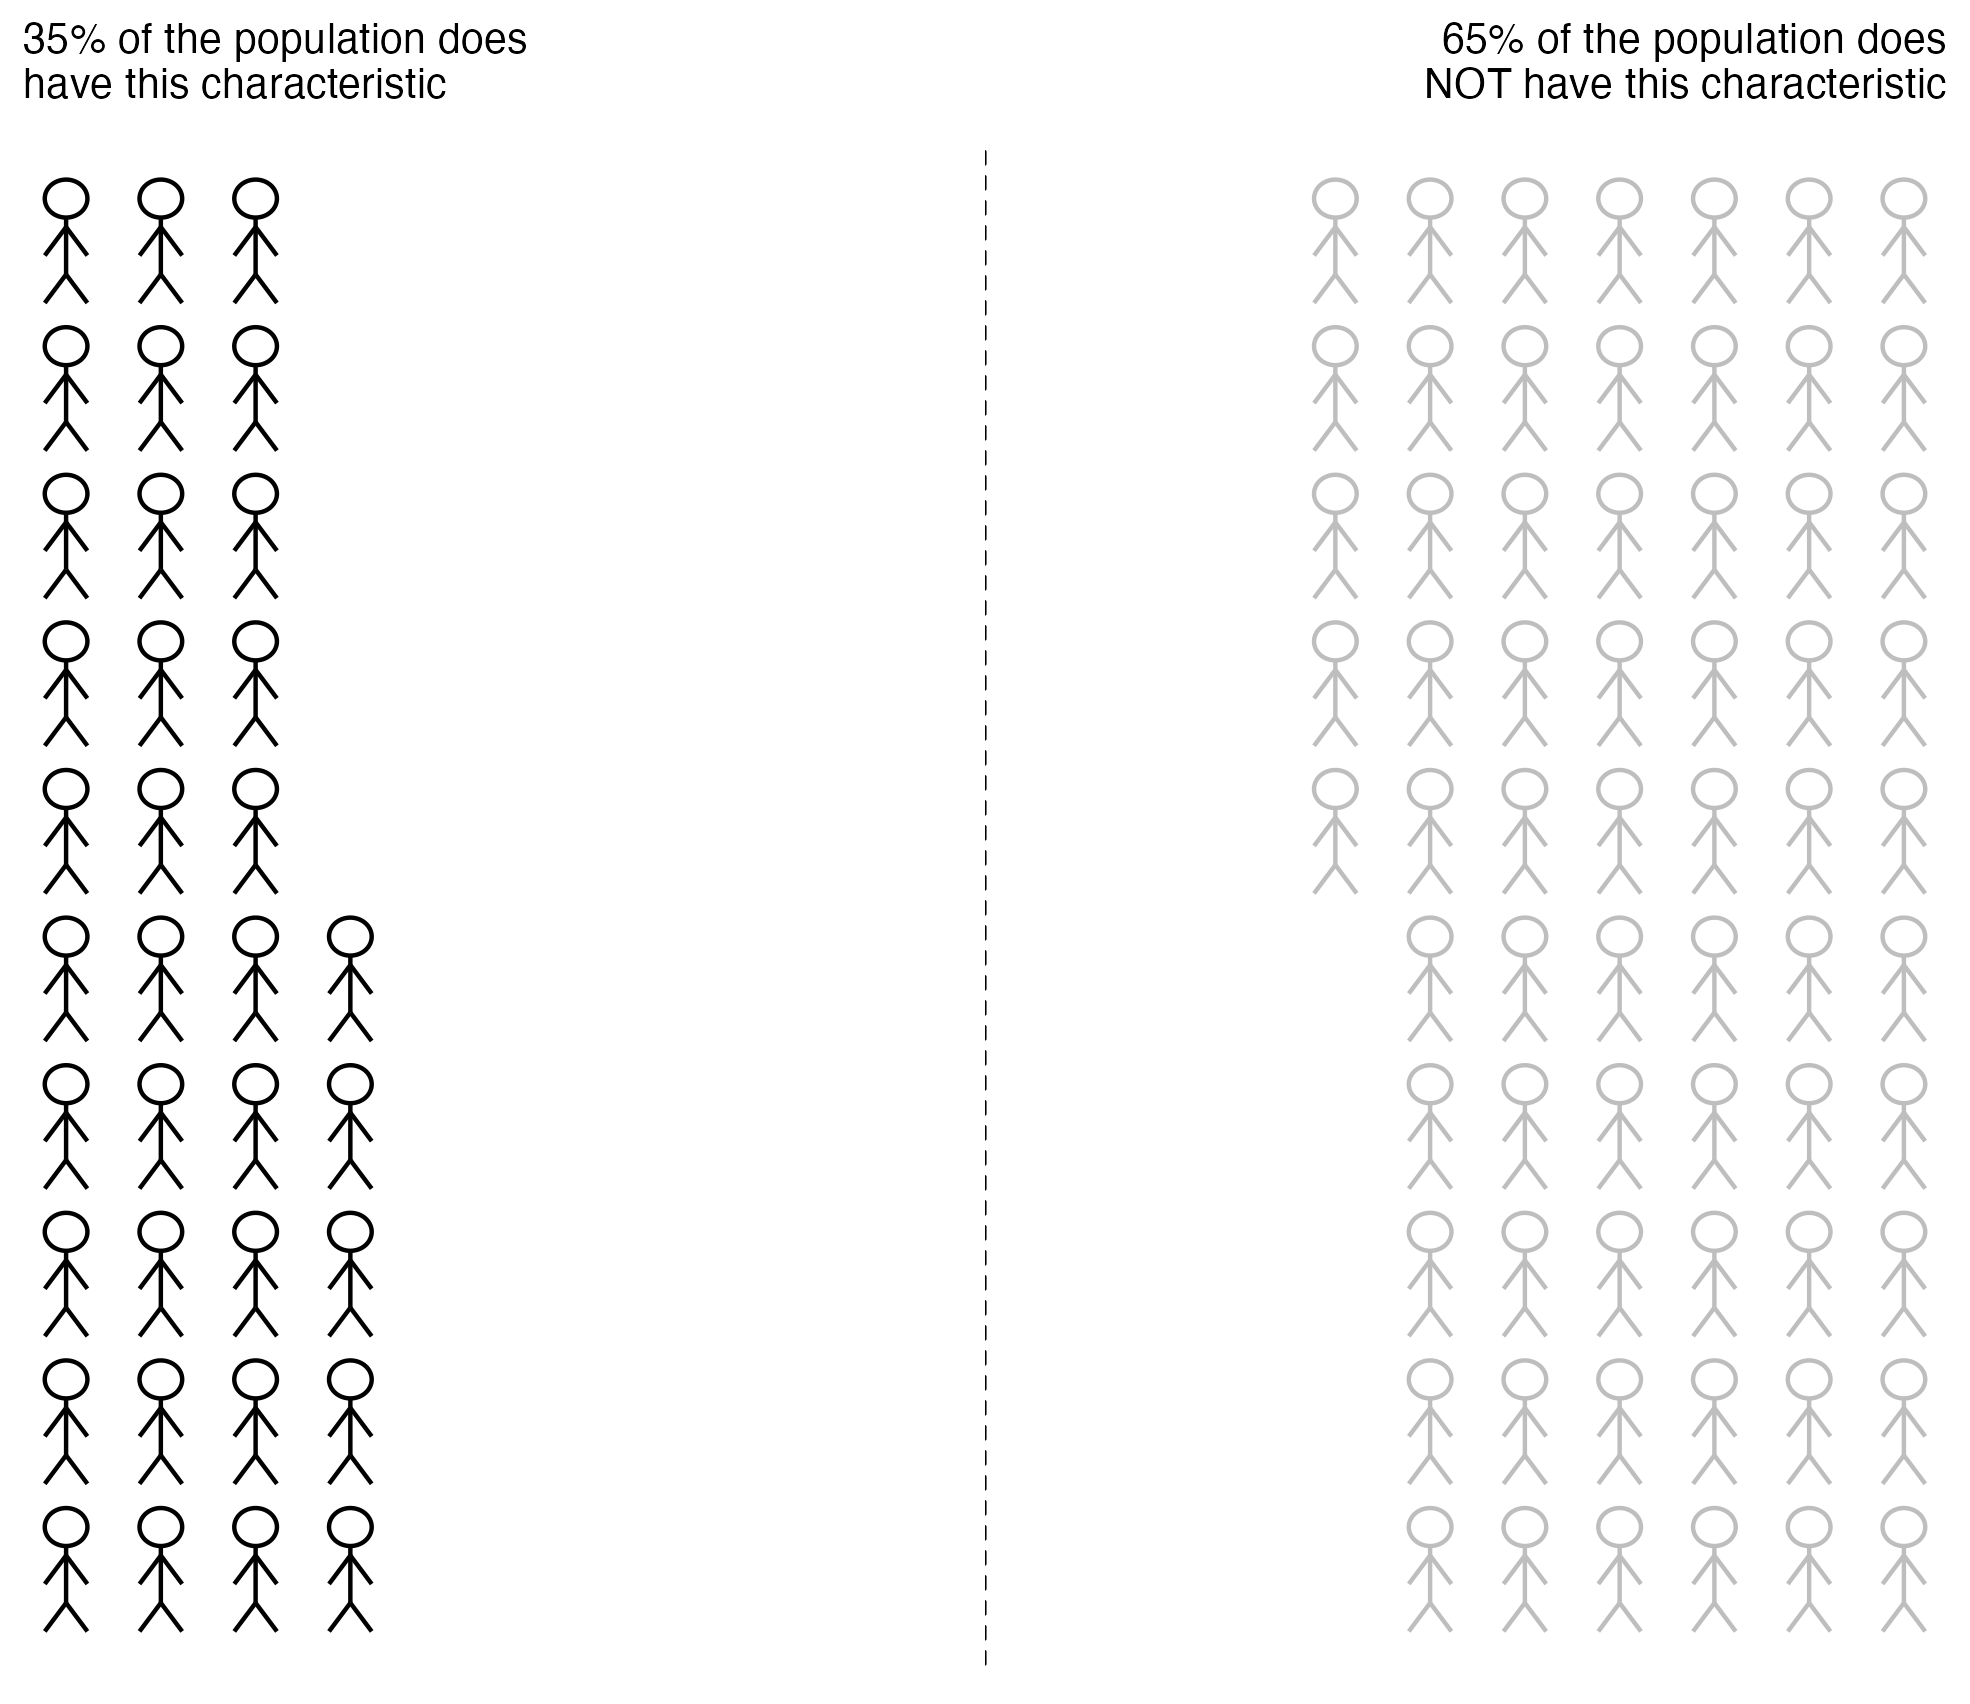 35% of the population does
have this characteristic
65% of the population does
NOT have this characteristic